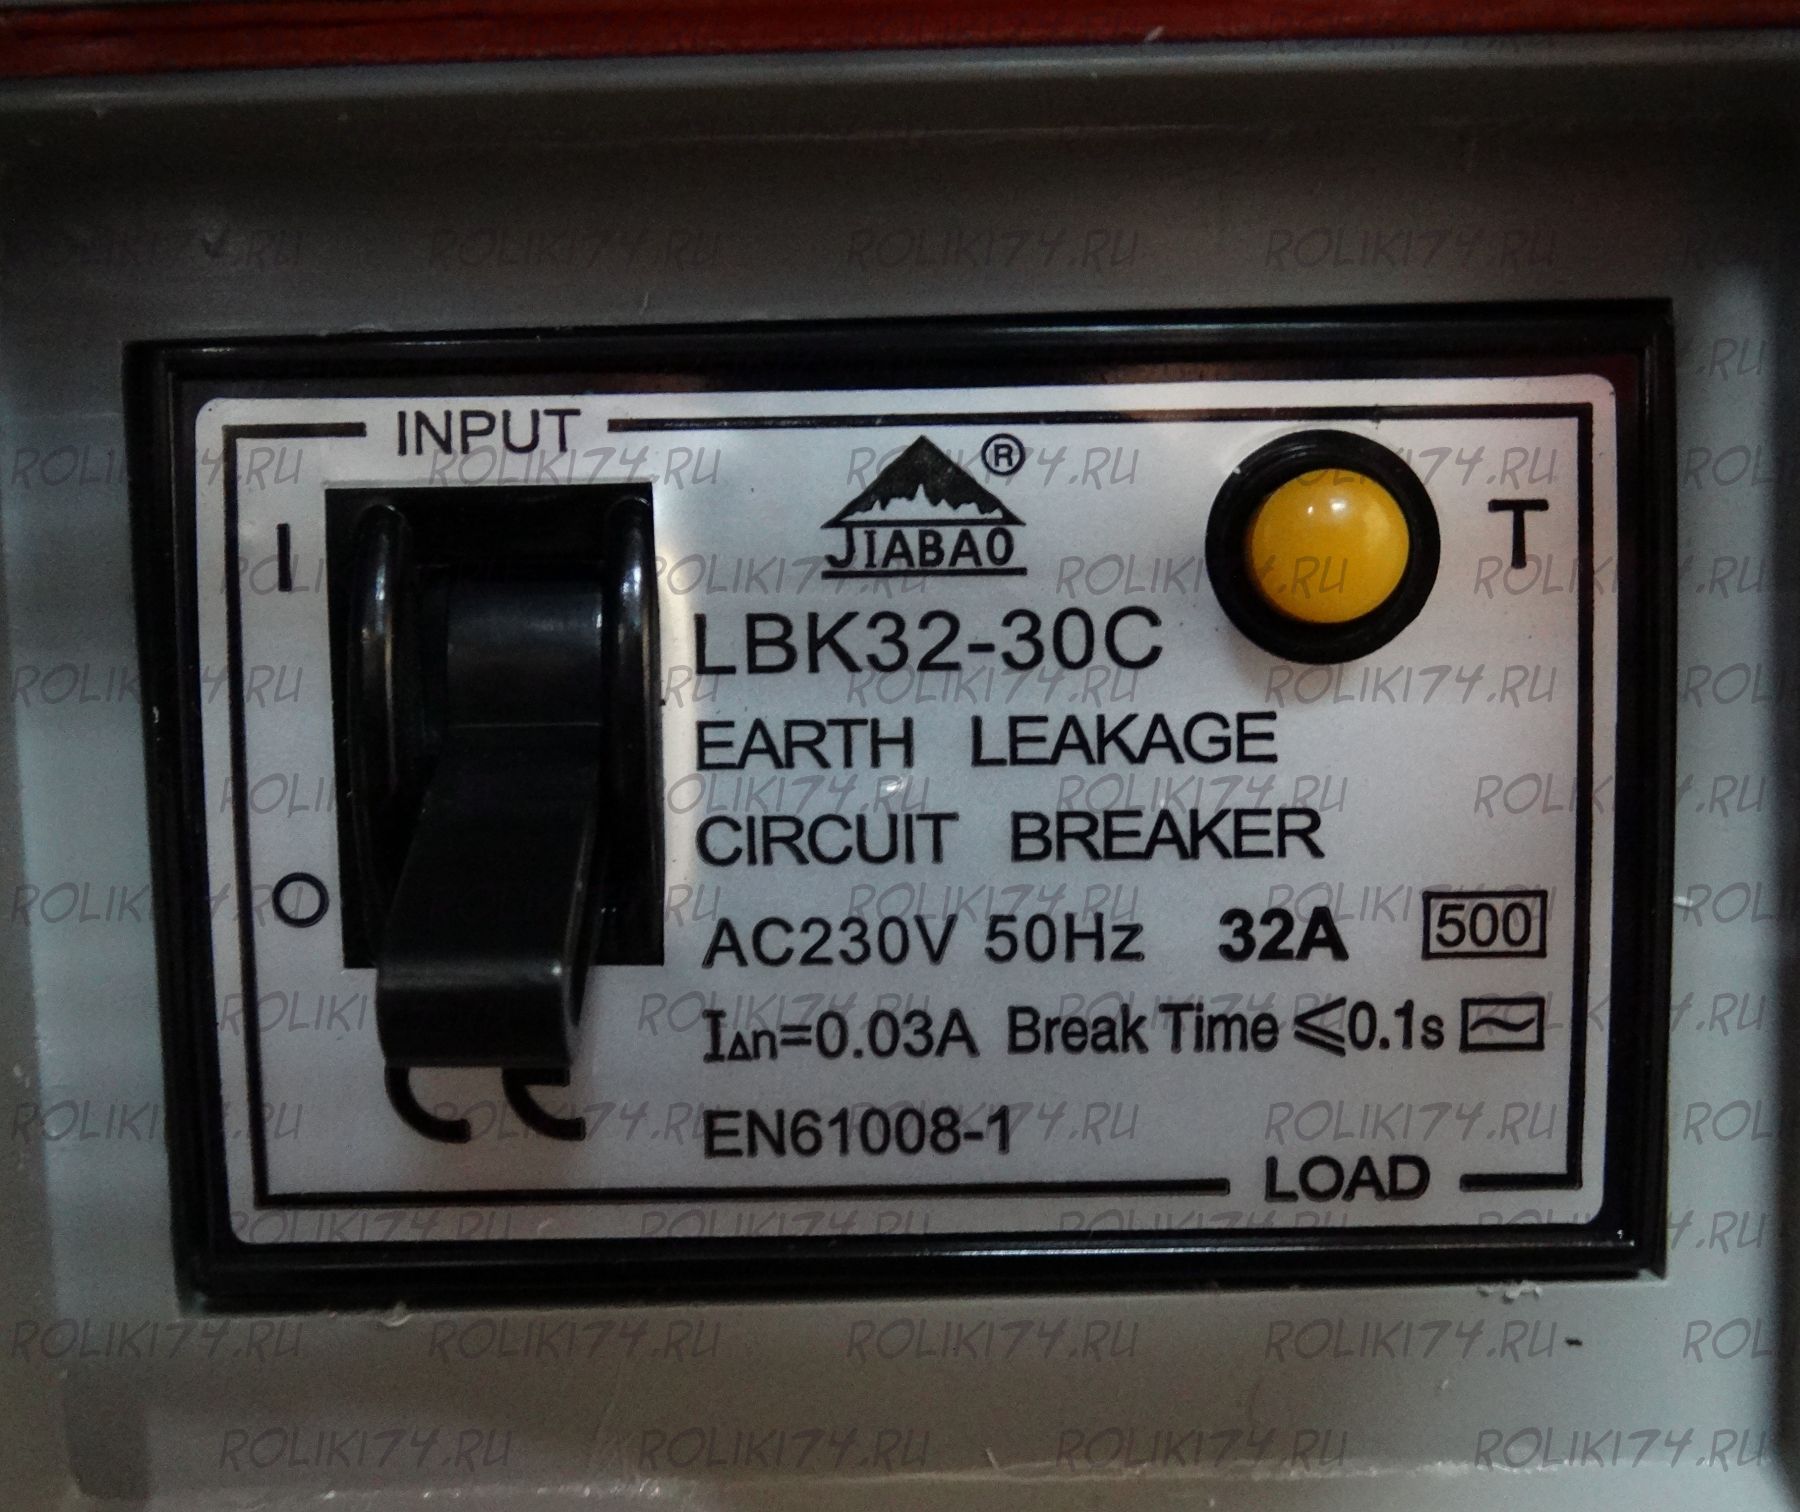 INPUT
®
I
JIABAO
T
LBK32-30C
EARTH LEAKAGE
O
CIRCUIT BREAKER
AC230V 50Hz 32A 500
I△n=0.03A Break Time ≤0.1s ~
CE
EN61008-1
LOAD
ROLIKI74.RU